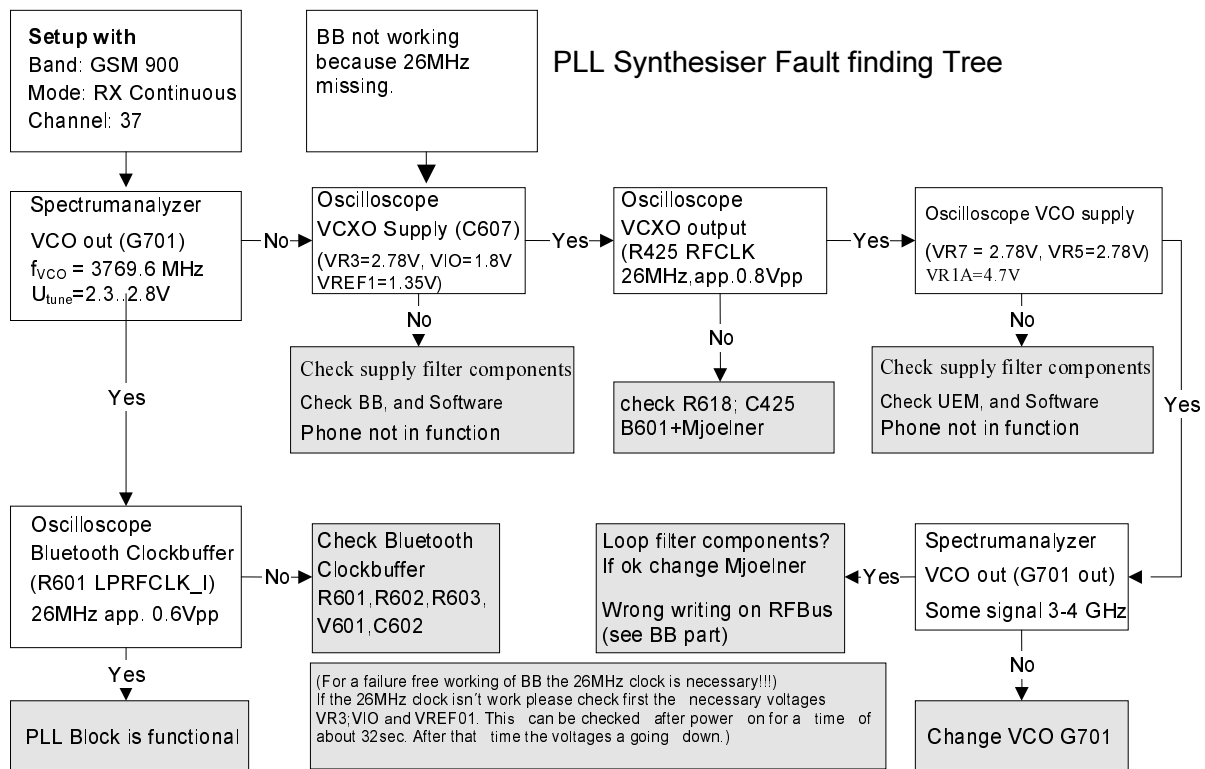 PLL Synthesiser Fault finding Tree
Setup with
Band: GSM 900
Mode: RX Continuous
Channel: 37
BB not working
because 26MHz
missing.
Spectrumanalyzer
VCO out (G701)
fVCO = 3769.6 MHz
Utune=2.3..2.8V
No
Oscilloscope
VCXO Supply (C607)
(VR3=2.78V, VIO=1.8V
VREF1=1.35V)
Yes
Oscilloscope
VCXO output
(R425 RFCLK
26MHz,app.0.8Vpp
Yes
Oscilloscope VCO supply
(VR7 = 2.78V, VR5=2.78V)
VR1A=4.7V
No
Check supply filter components
Check BB, and Software
Phone not in function
No
check R618; C425
B601+Mjoelner
No
Check supply filter components
Check UEM, and Software
Phone not in function
Yes
Yes
Oscilloscope
Bluetooth Clockbuffer
(R601 LPRFCLK_I)
26MHz app. 0.6Vpp
No
Check Bluetooth
Clockbuffer
R601,R602,R603,
V601,C602
Loop filter components?
If ok change Mjoelner
Wrong writing on RFBus
(see BB part)
Yes
Spectrumanalyzer
VCO out (G701 out)
Some signal 3-4 GHz
Yes
PLL Block is functional
(For a failure free working of BB the 26MHz clock is necessary!!!)
If the 26MHz clock isn´t work please check first the necessary voltages
VR3;VIO and VREF01. This can be checked after power on for a time of
about 32sec. After that time the voltages a going down.)
No
Change VCO G701